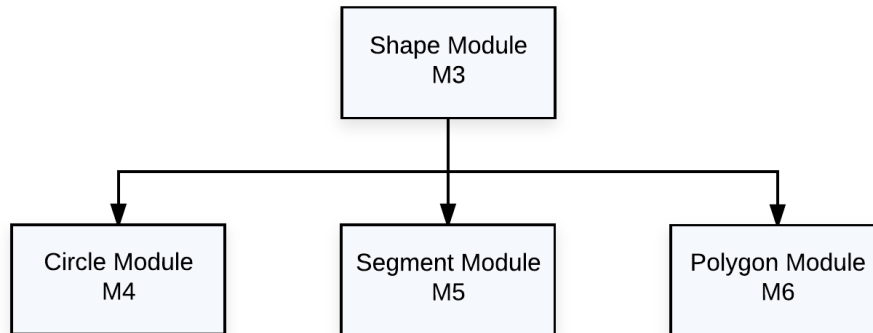 Shape Module
M3
Circle Module
M4
Segment Module
M5
Polygon Module
M6